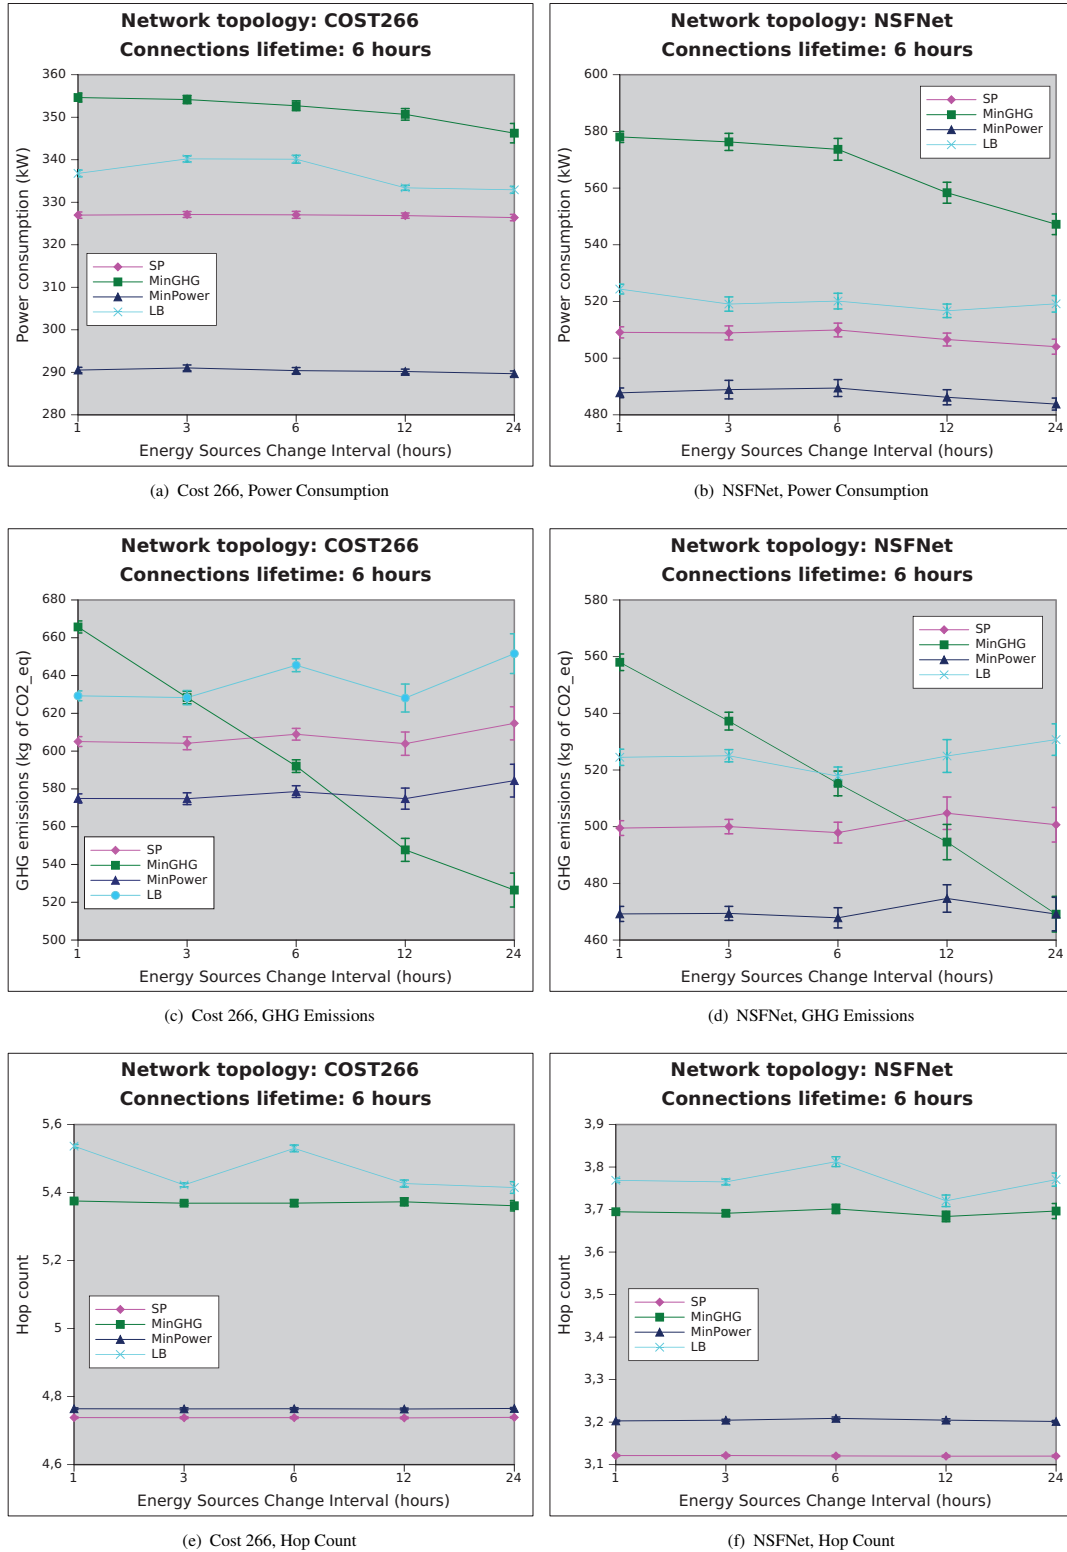 Network topology: COST266
Connections lifetime: 6 hours
360
350
340
330
320
310
300
290
280
Power consumption (kW)
SP
MinGHG
MinPower
LB
1
3
6
12
24
Energy Sources Change Interval (hours)
(a) Cost 266, Power Consumption
Network topology: NSFNet
Connections lifetime: 6 hours
600
580
560
540
520
500
480
Power consumption (kW)
SP
MinGHG
MinPower
LB
1
3
6
12
24
Energy Sources Change Interval (hours)
(b) NSFNet, Power Consumption
Network topology: COST266
Connections lifetime: 6 hours
680
660
640
620
600
580
560
540
520
500
GHG emissions (kg of CO2_eq)
SP
MinGHG
MinPower
LB
1
3
6
12
24
Energy Sources Change Interval (hours)
(c) Cost 266, GHG Emissions
Network topology: NSFNet
Connections lifetime: 6 hours
580
560
540
520
500
480
460
GHG emissions (kg of CO2_eq)
SP
MinGHG
MinPower
LB
1
3
6
12
24
Energy Sources Change Interval (hours)
(d) NSFNet, GHG Emissions
Network topology: COST266
Connections lifetime: 6 hours
5,6
5,4
5,2
5
4,8
4,6
Hop count
SP
MinGHG
MinPower
LB
1
3
6
12
24
Energy Sources Change Interval (hours)
(e) Cost 266, Hop Count
Network topology: NSFNet
Connections lifetime: 6 hours
3,9
3,8
3,7
3,6
3,5
3,4
3,3
3,2
3,1
Hop count
SP
MinGHG
MinPower
LB
1
3
6
12
24
Energy Sources Change Interval (hours)
(f) NSFNet, Hop Count